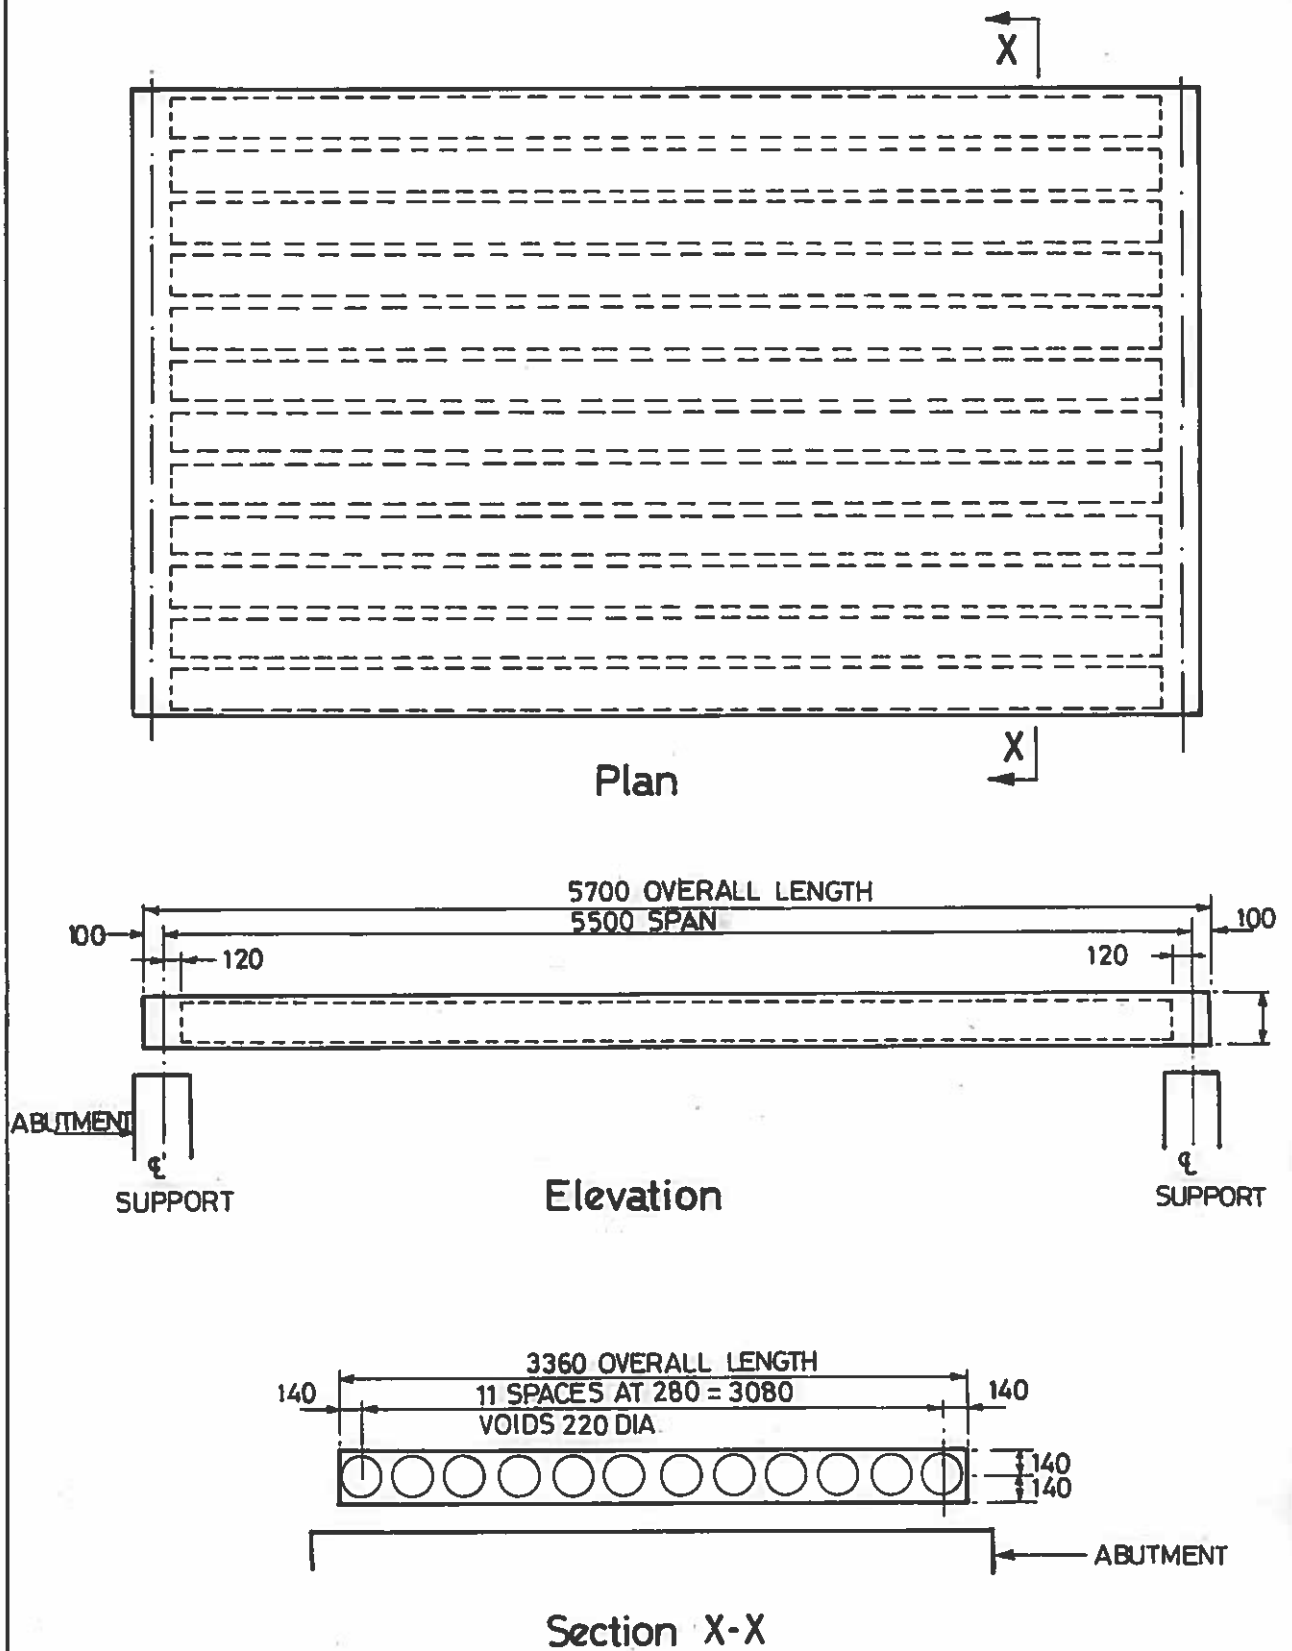 X
X
Plan
5700 OVERALL LENGTH
5500 SPAN
100
100
120
120
ABUTMENT
℄
SUPPORT
℄
SUPPORT
Elevation
3360 OVERALL LENGTH
140
11 SPACES AT 280 = 3080
140
VOIDS 220 DIA
140
140
ABUTMENT
Section X-X